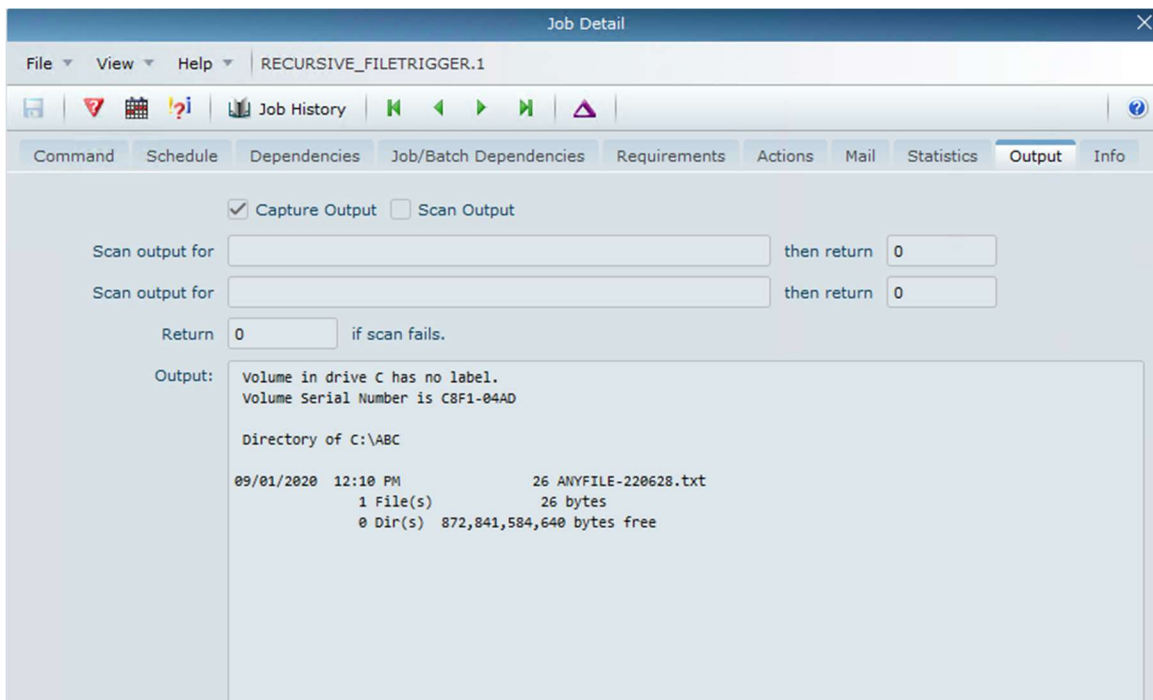 Job Detail
File View Help RECURSIVE_FILETRIGGER.1
Job History
Command Schedule Dependencies Job/Batch Dependencies Requirements Actions Mail Statistics Output Info
Capture Output Scan Output
Scan output for then return 0
Scan output for then return 0
Return 0 if scan fails.
Output: Volume in drive C has no label.
Volume Serial Number is C8F1-04AD
Directory of C:\ABC
09/01/2020 12:10 PM 26 ANYFILE-220628.txt
1 File(s) 26 bytes
0 Dir(s) 872,841,584,640 bytes free